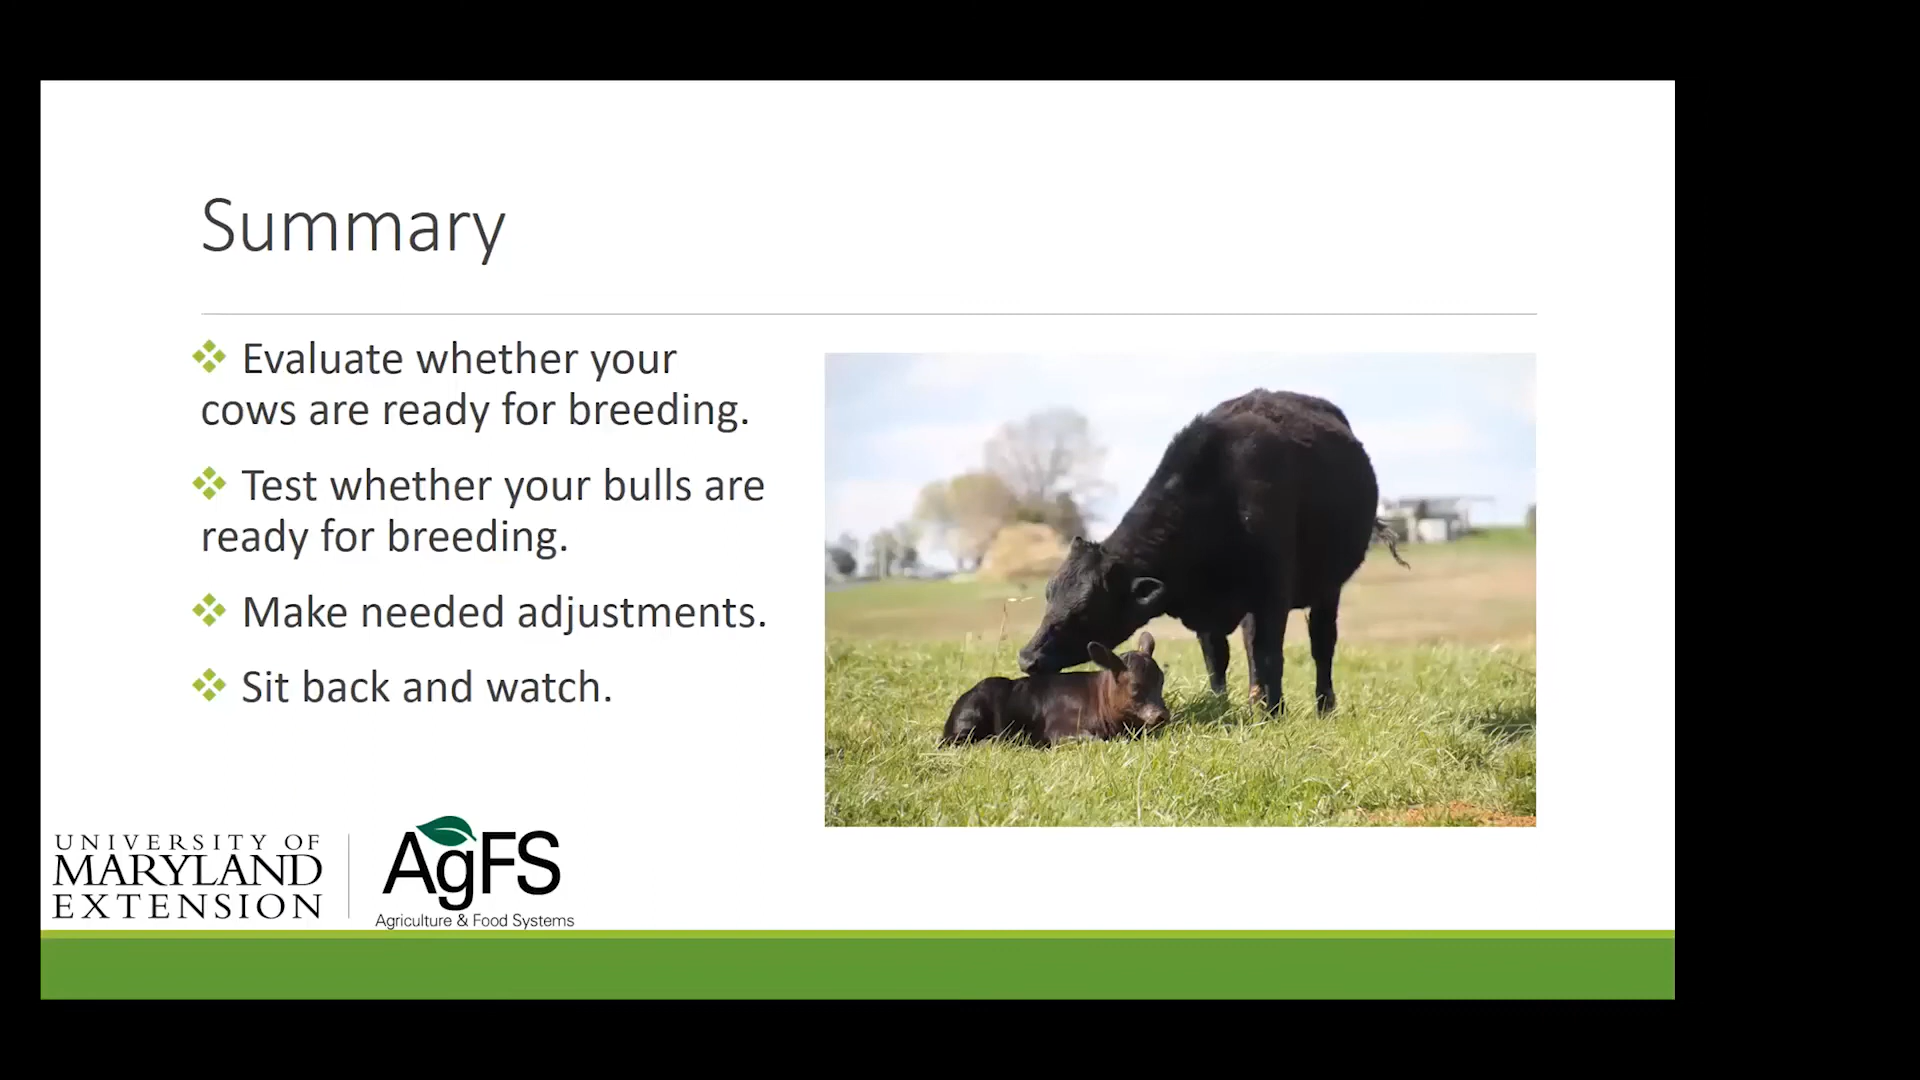 Summary
Evaluate whether your
cows are ready for breeding.
Test whether your bulls are
ready for breeding.
Make needed adjustments.
Sit back and watch.
UNIVERSITY OF
MARYLAND
EXTENSION
AgFS
Agriculture & Food Systems